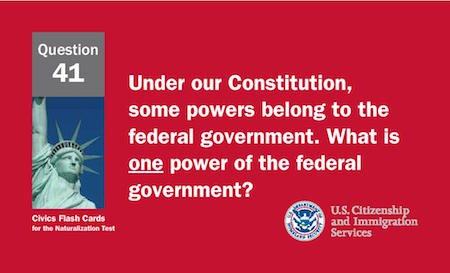 Question
41
Under our Constitution,
some powers belong to the
federal government. What is
one power of the federal
government?
Civics Flash Cards
for the Naturalization Test
U.S. Citizenship
and Immigration
Services